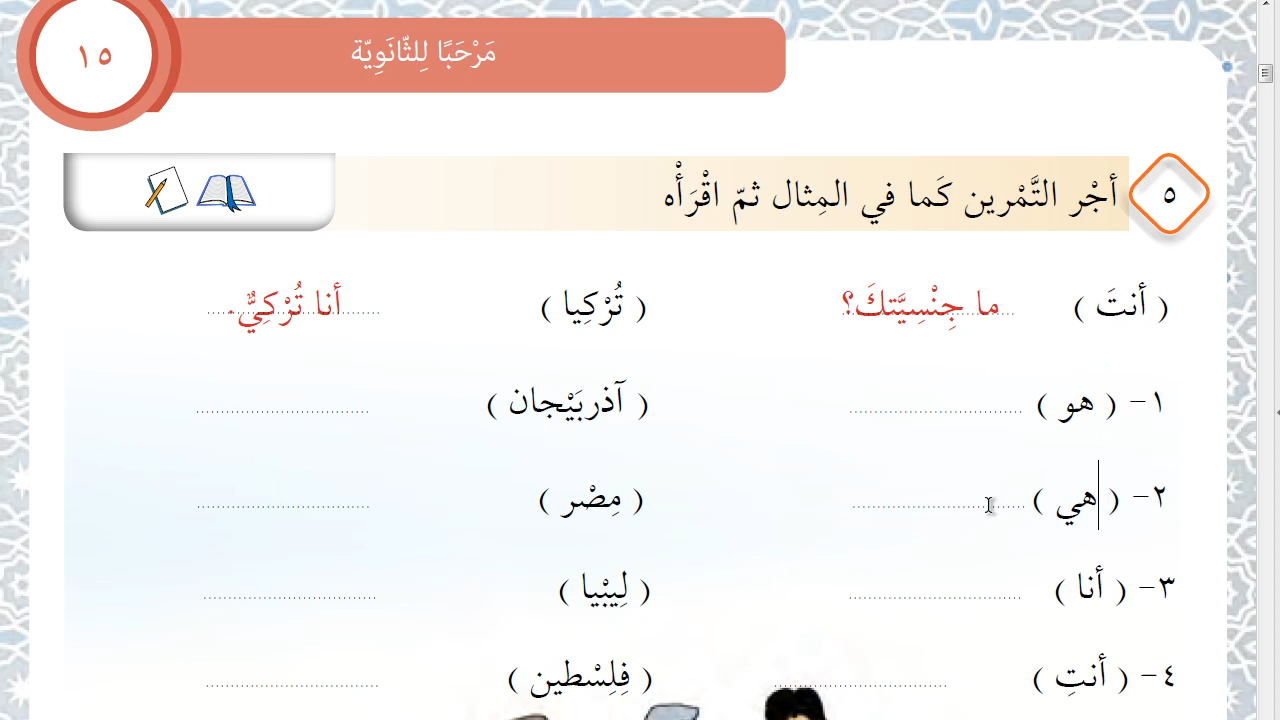 مَرْحَبًا لِلثّانَوِيّة
١٥
٥ أجْر التَّمْرين كَما في المِثال ثمّ اقْرَأْه
( أنتَ ) ما جِنْسِيَّتكَ؟ ( تُرْكِيا ) أنا تُرْكِيٌّ.
١- ( هو ) .............................. ( آذربَيْجان ) ..............................
٢- ( هي ) .............................. ( مِصْر ) ..............................
٣- ( أنا ) .............................. ( لِيبْيا ) ..............................
٤- ( أنتِ ) .............................. ( فِلِسْطين ) ..............................